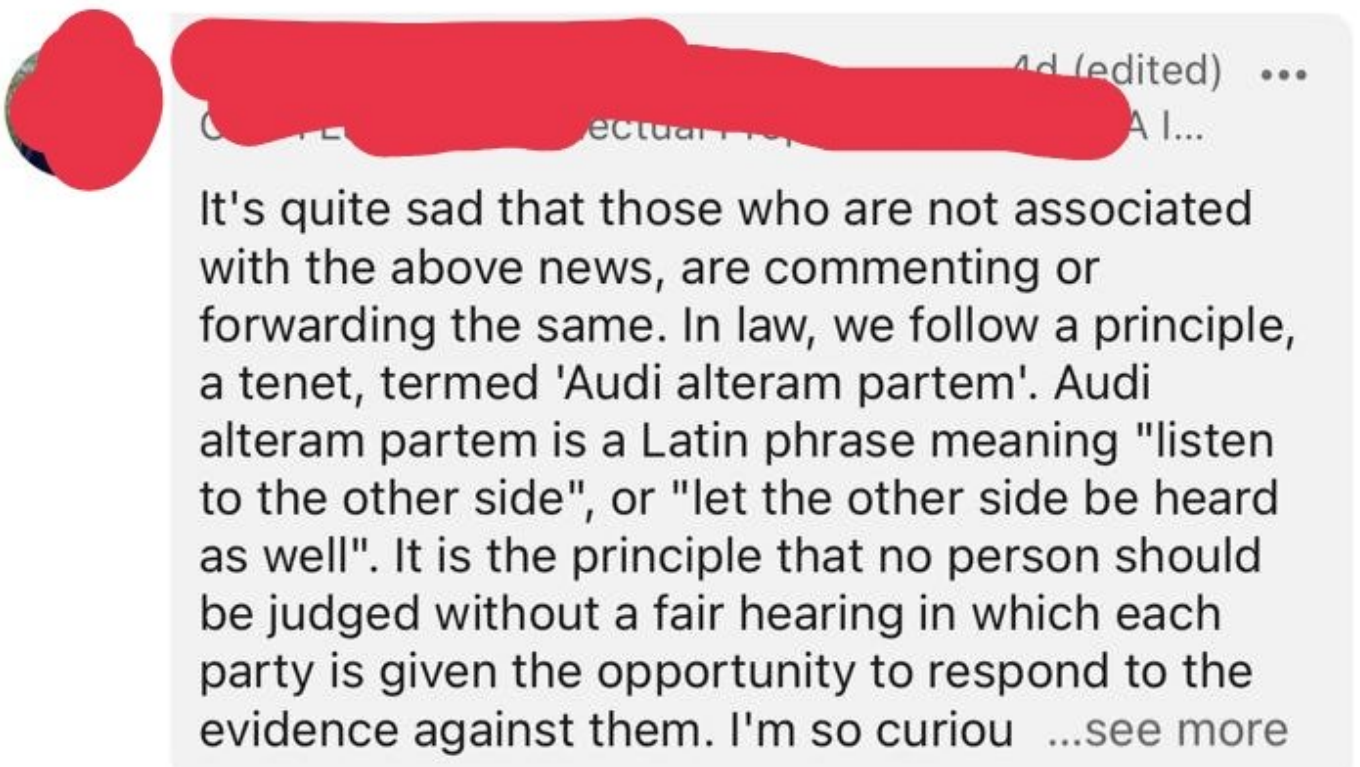 4d (edited) •••
A I...
It's quite sad that those who are not associated
with the above news, are commenting or
forwarding the same. In law, we follow a principle,
a tenet, termed 'Audi alteram partem'. Audi
alteram partem is a Latin phrase meaning "listen
to the other side", or "let the other side be heard
as well". It is the principle that no person should
be judged without a fair hearing in which each
party is given the opportunity to respond to the
evidence against them. I'm so curiou ...see more